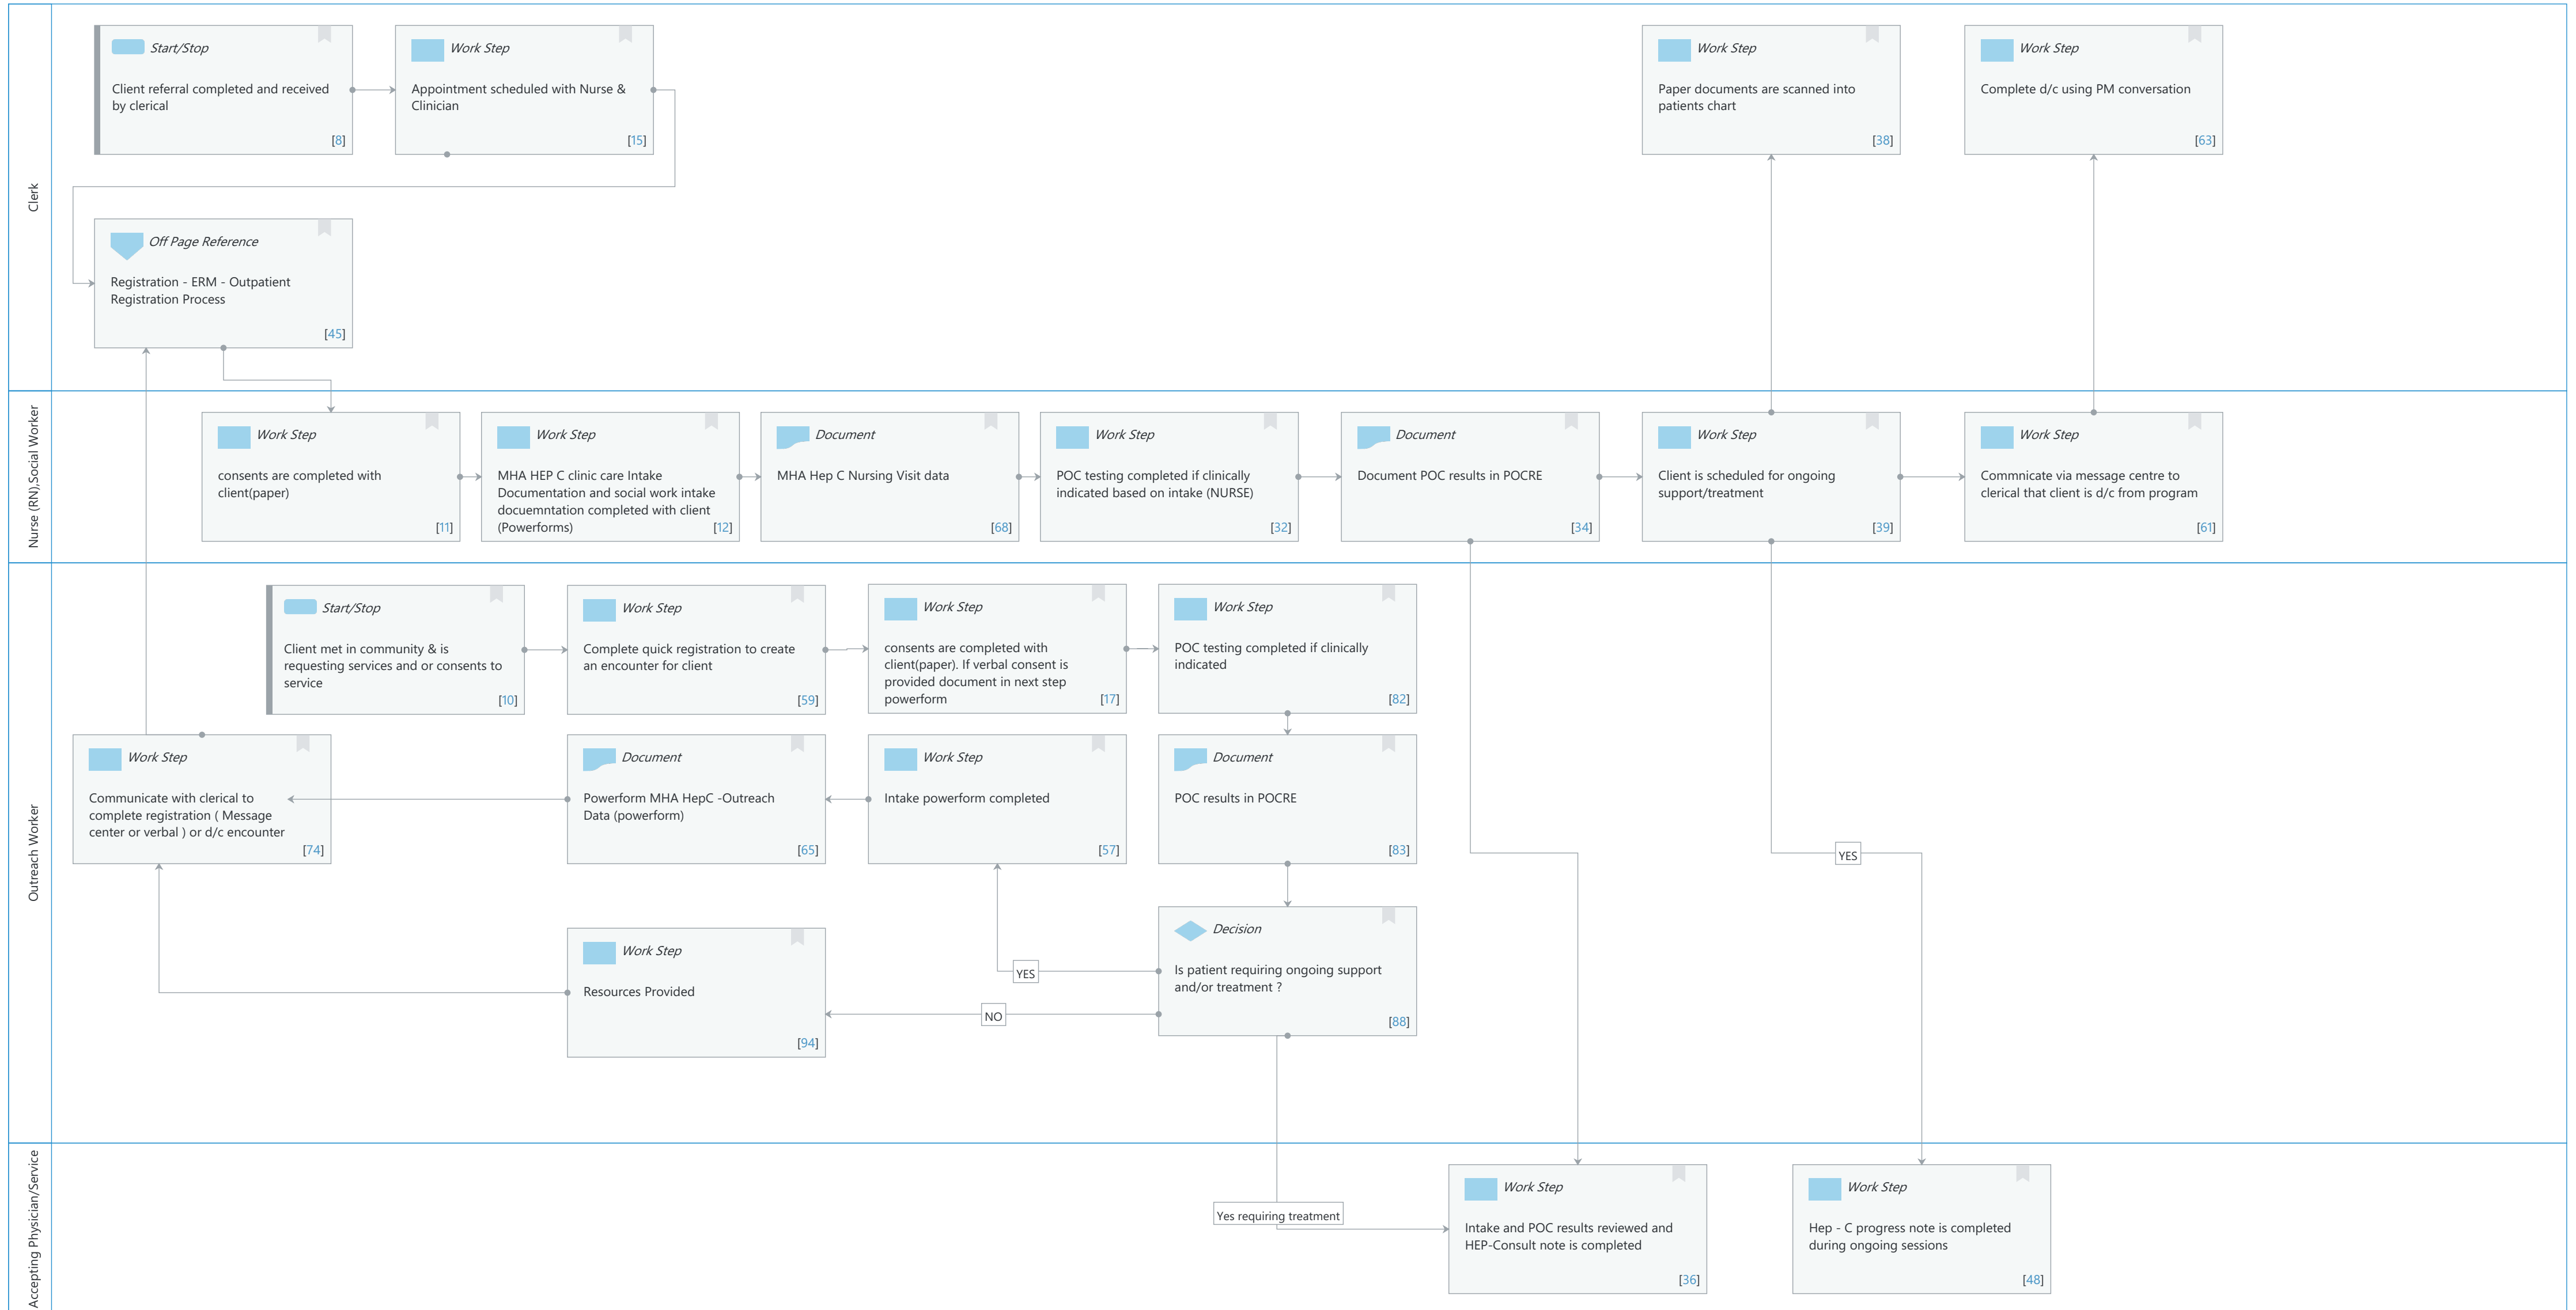 Clerk
Start/Stop
Client referral completed and received
by clerical
[8]
Work Step
Appointment scheduled with Nurse &
Clinician
[15]
Work Step
Paper documents are scanned into
patients chart
[38]
Work Step
Complete d/c using PM conversation
[63]
Off Page Reference
Registration - ERM - Outpatient
Registration Process
[45]
Nurse (RN),Social Worker
Work Step
consents are completed with
client(paper)
[11]
Work Step
MHA HEP C clinic care Intake
Documentation and social work intake
docuemntation completed with client
(Powerforms)
[12]
Document
MHA Hep C Nursing Visit data
[68]
Work Step
POC testing completed if clinically
indicated based on intake (NURSE)
[32]
Document
Document POC results in POCRE
[34]
Work Step
Client is scheduled for ongoing
support/treatment
[39]
Work Step
Commnicate via message centre to
clerical that client is d/c from program
[61]
Outreach Worker
Start/Stop
Client met in community & is
requesting services and or consents to
service
[10]
Work Step
Complete quick registration to create
an encounter for client
[59]
Work Step
consents are completed with
client(paper). If verbal consent is
provided document in next step
powerform
[17]
Work Step
POC testing completed if clinically
indicated
[82]
Work Step
Communicate with clerical to
complete registration ( Message
center or verbal ) or d/c encounter
[74]
Document
Powerform MHA HepC -Outreach
Data (powerform)
[65]
Work Step
Intake powerform completed
[57]
Document
POC results in POCRE
[83]
YES
Work Step
Resources Provided
[94]
YES
NO
Decision
Is patient requiring ongoing support
and/or treatment ?
[88]
Accepting Physician/Service
Yes requiring treatment
Work Step
Intake and POC results reviewed and
HEP-Consult note is completed
[36]
Work Step
Hep - C progress note is completed
during ongoing sessions
[48]